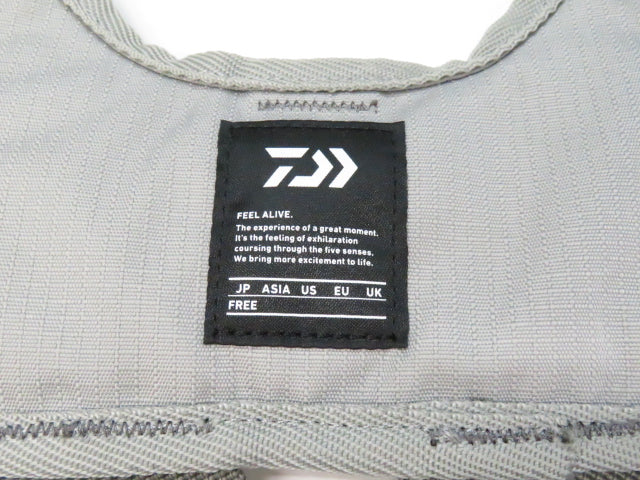 FEEL ALIVE.
The experience of a great moment.
It's the feeling of exhilaration
coursing through the five senses.
We bring more excitement to life.
JP ASIA US EU UK
FREE